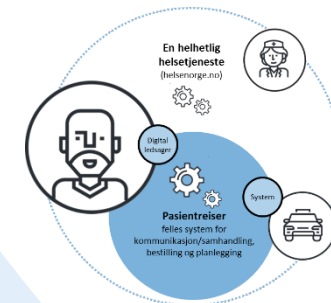 En helhetlig
helsetjeneste
(helsenorge.no)
Digital
ledsager
System
Pasientreiser
felles system for
kommunikasjon/samhandling,
bestilling og planlegging